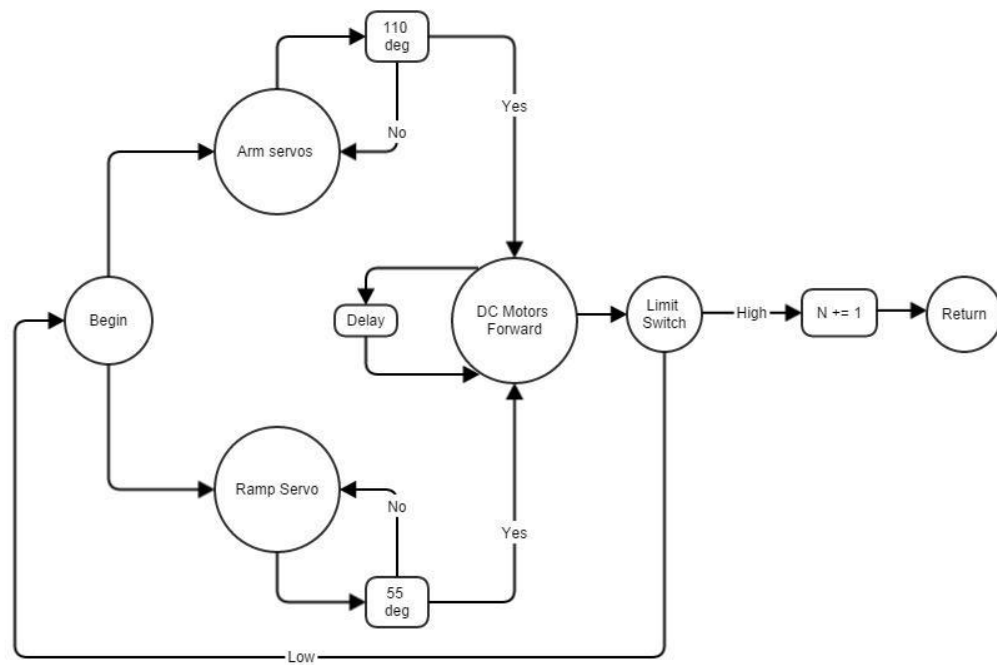 110
deg
Yes
No
Arm servos
Begin
Delay
DC Motors
Forward
Limit
Switch
High
N += 1
Return
Ramp Servo
No
Yes
55
deg
Low